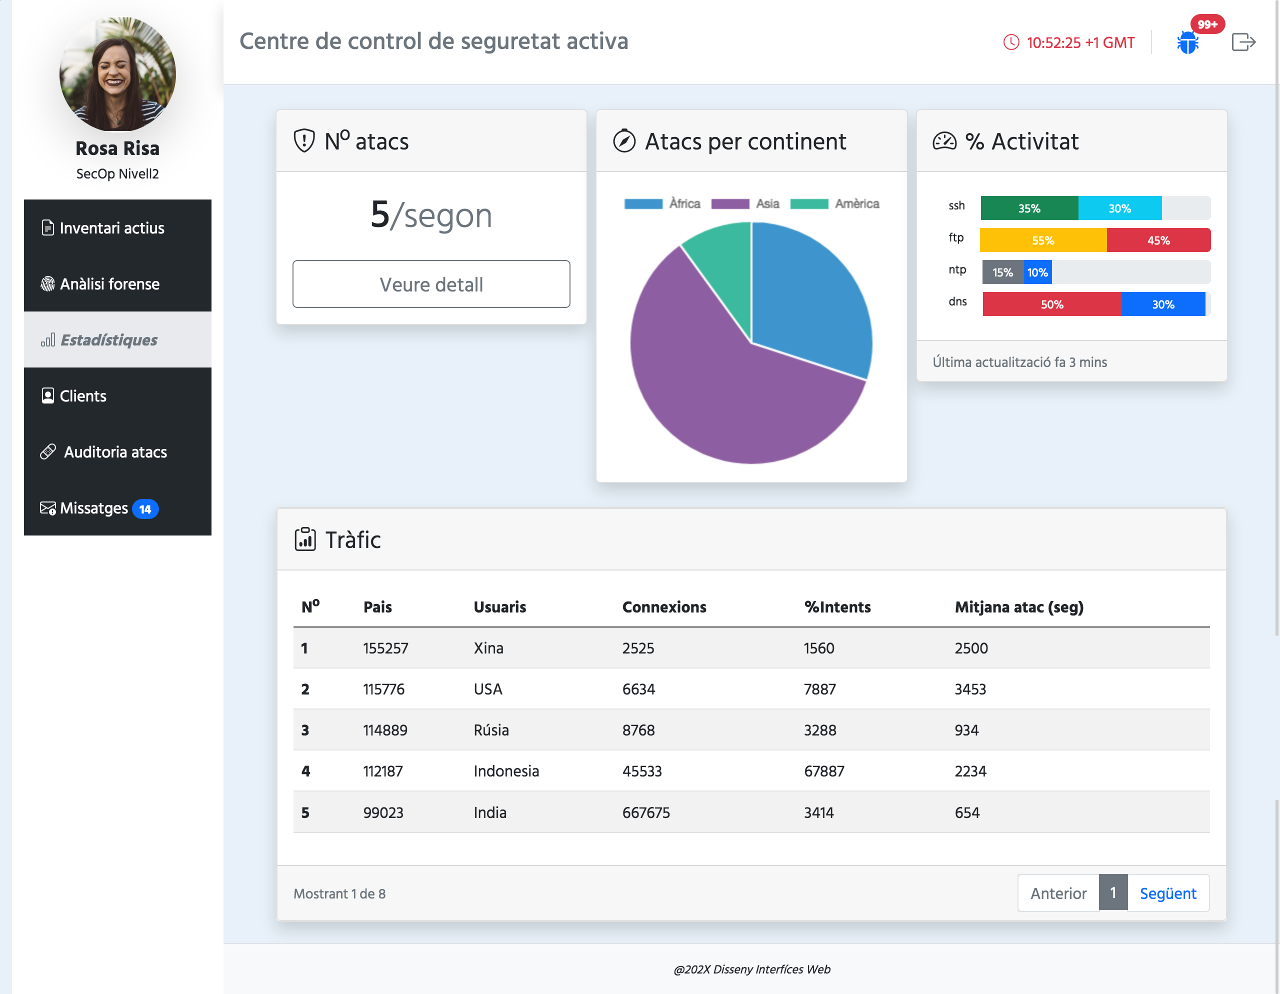 Rosa Risa
SecOp Nivell2
Inventari actius
Anàlisi forense
Estadístiques
Clients
Auditoria atacs
Missatges 14
Centre de control de seguretat activa
10:52:25 +1 GMT
99+
Nº atacs
5/segon
Veure detall
Atacs per continent
Àfrica Asia Amèrica
% Activitat
ssh 35% 30%
ftp 55% 45%
ntp 15% 10%
dns 50% 30%
Última actualització fa 3 mins
Tràfic
Nº Pais Usuaris Connexions %Intents Mitjana atac (seg)
1 155257 Xina 2525 1560 2500
2 115776 USA 6634 7887 3453
3 114889 Rúsia 8768 3288 934
4 112187 Indonesia 45533 67887 2234
5 99023 India 667675 3414 654
Mostrant 1 de 8
Anterior 1 Següent
@202X Disseny Interfíces Web